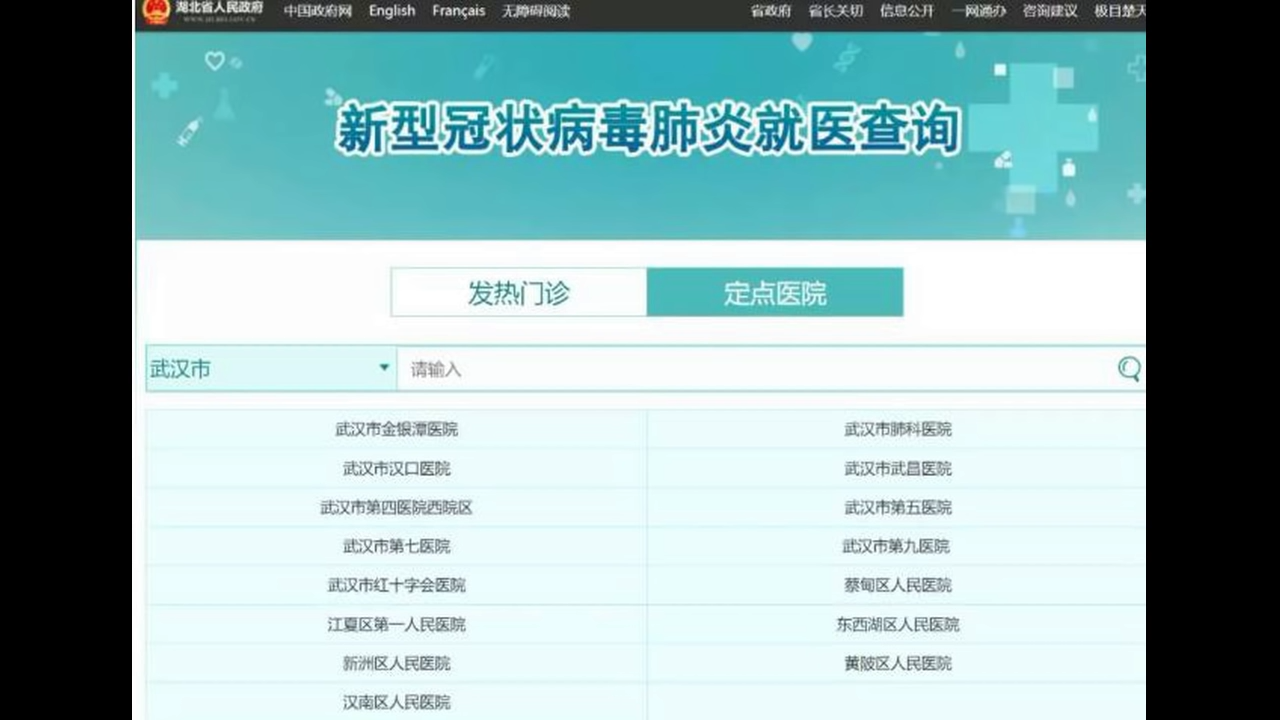 湖北省人民政府 中国政府网 English Français 无障碍阅读 省政府 省长关切 信息公开 一网通办 咨询建议 极目楚天
WWW.HUBEI.GOV.CN
新型冠状病毒肺炎就医查询
发热门诊 定点医院
武汉市 请输入
武汉市金银潭医院 武汉市肺科医院
武汉市汉口医院 武汉市武昌医院
武汉市第四医院西院区 武汉市第五医院
武汉市第七医院 武汉市第九医院
武汉市红十字会医院 蔡甸区人民医院
江夏区第一人民医院 东西湖区人民医院
新洲区人民医院 黄陂区人民医院
汉南区人民医院